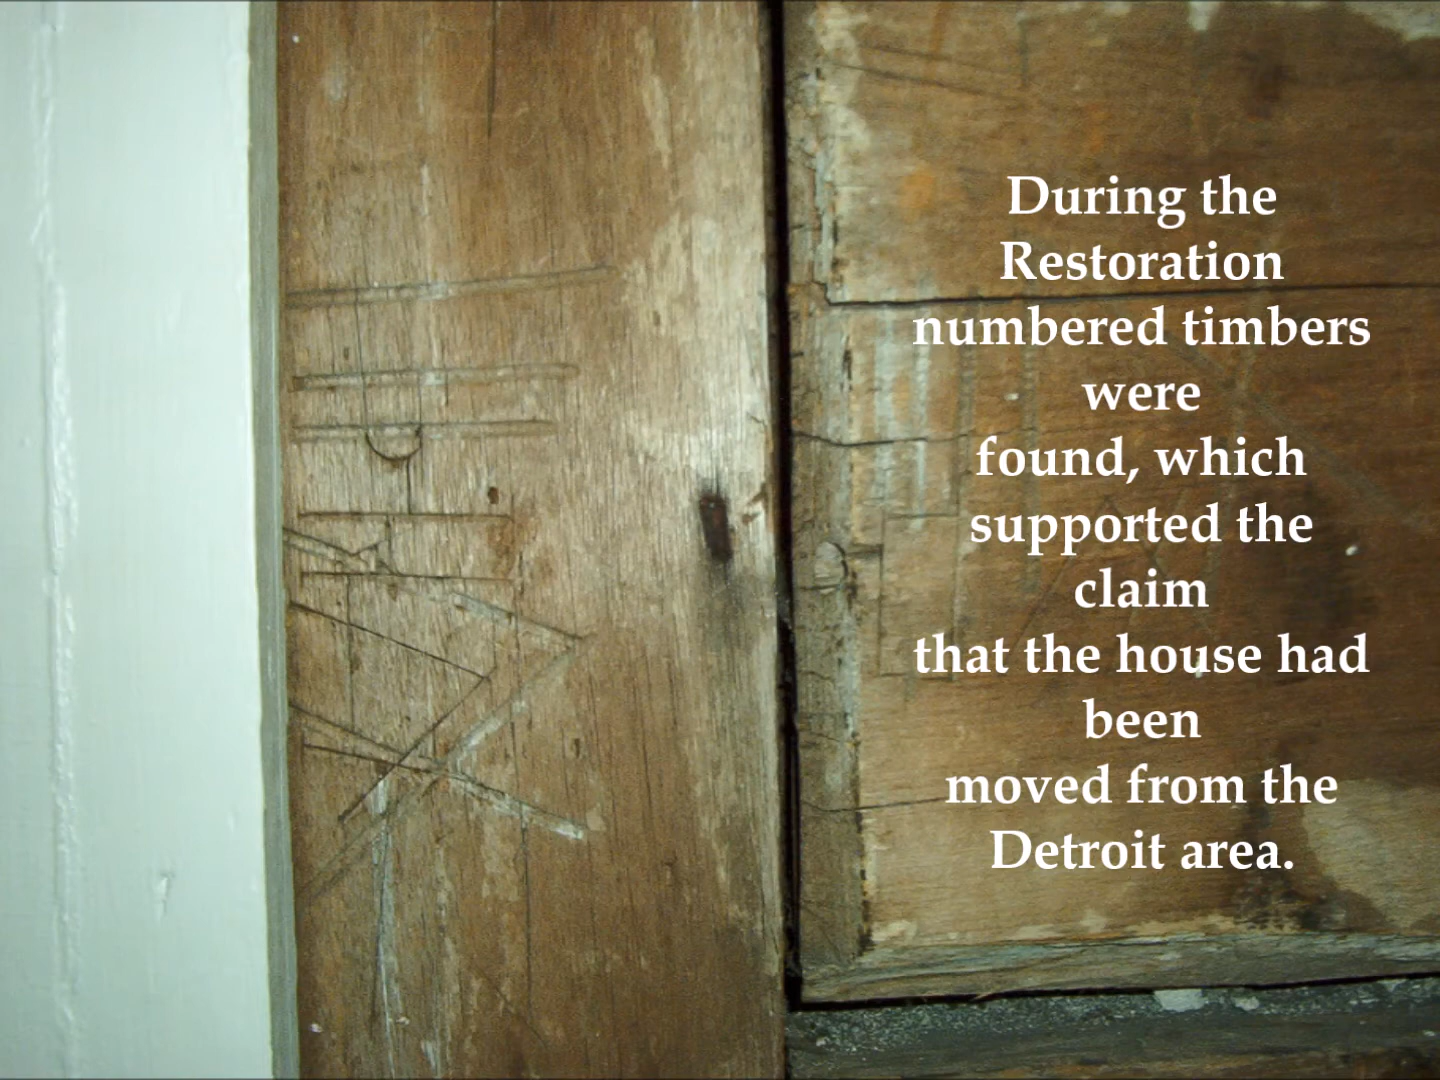 During the
Restoration
numbered timbers
were
found, which
supported the
claim
that the house had
been
moved from the
Detroit area.